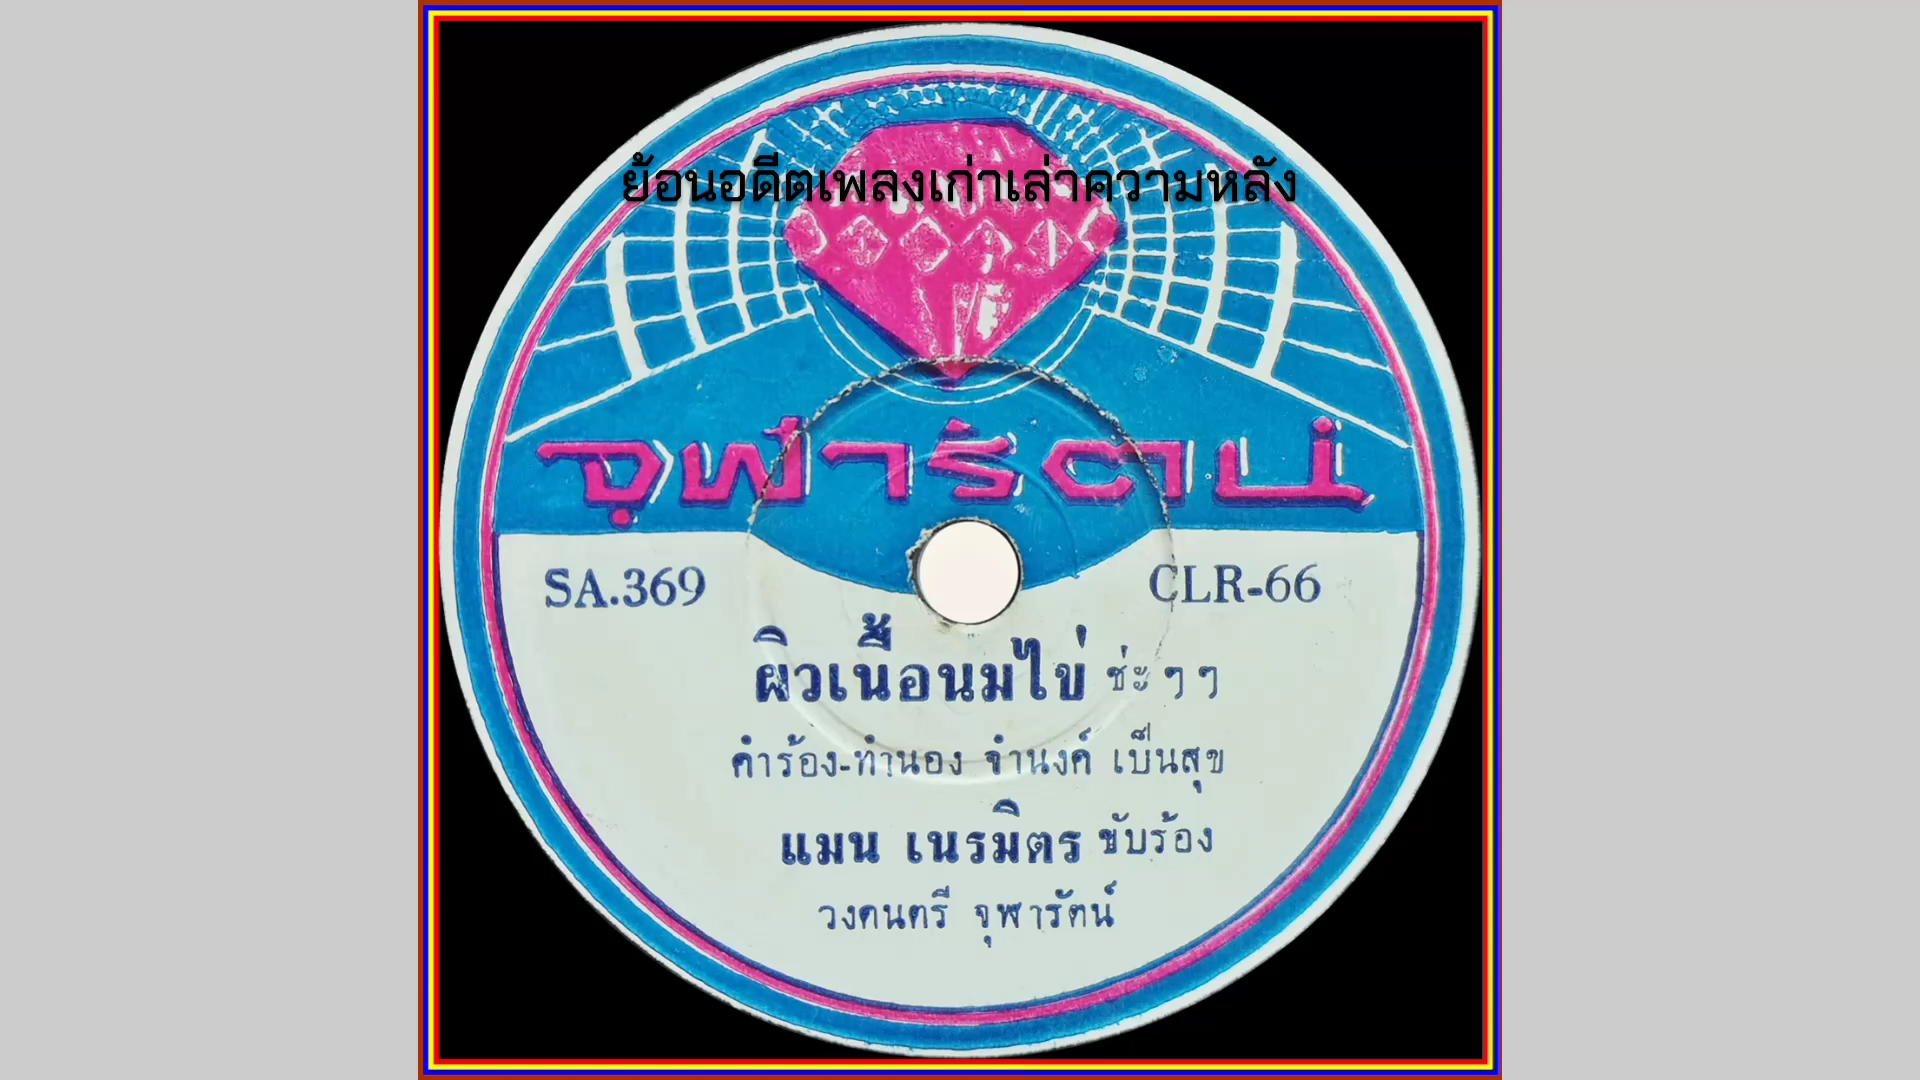 ย้อนอดีตเพลงเก่าเล่าความหลัง
จุฬารัตน์
SA.369
CLR-66
ผิวเนื้อนมไข่ ช่ะๆๆ
คำร้อง-ทำนอง จำนงค์ เป็นสุข
แมน เนรมิตร ขับร้อง
วงดนตรี จุฬารัตน์